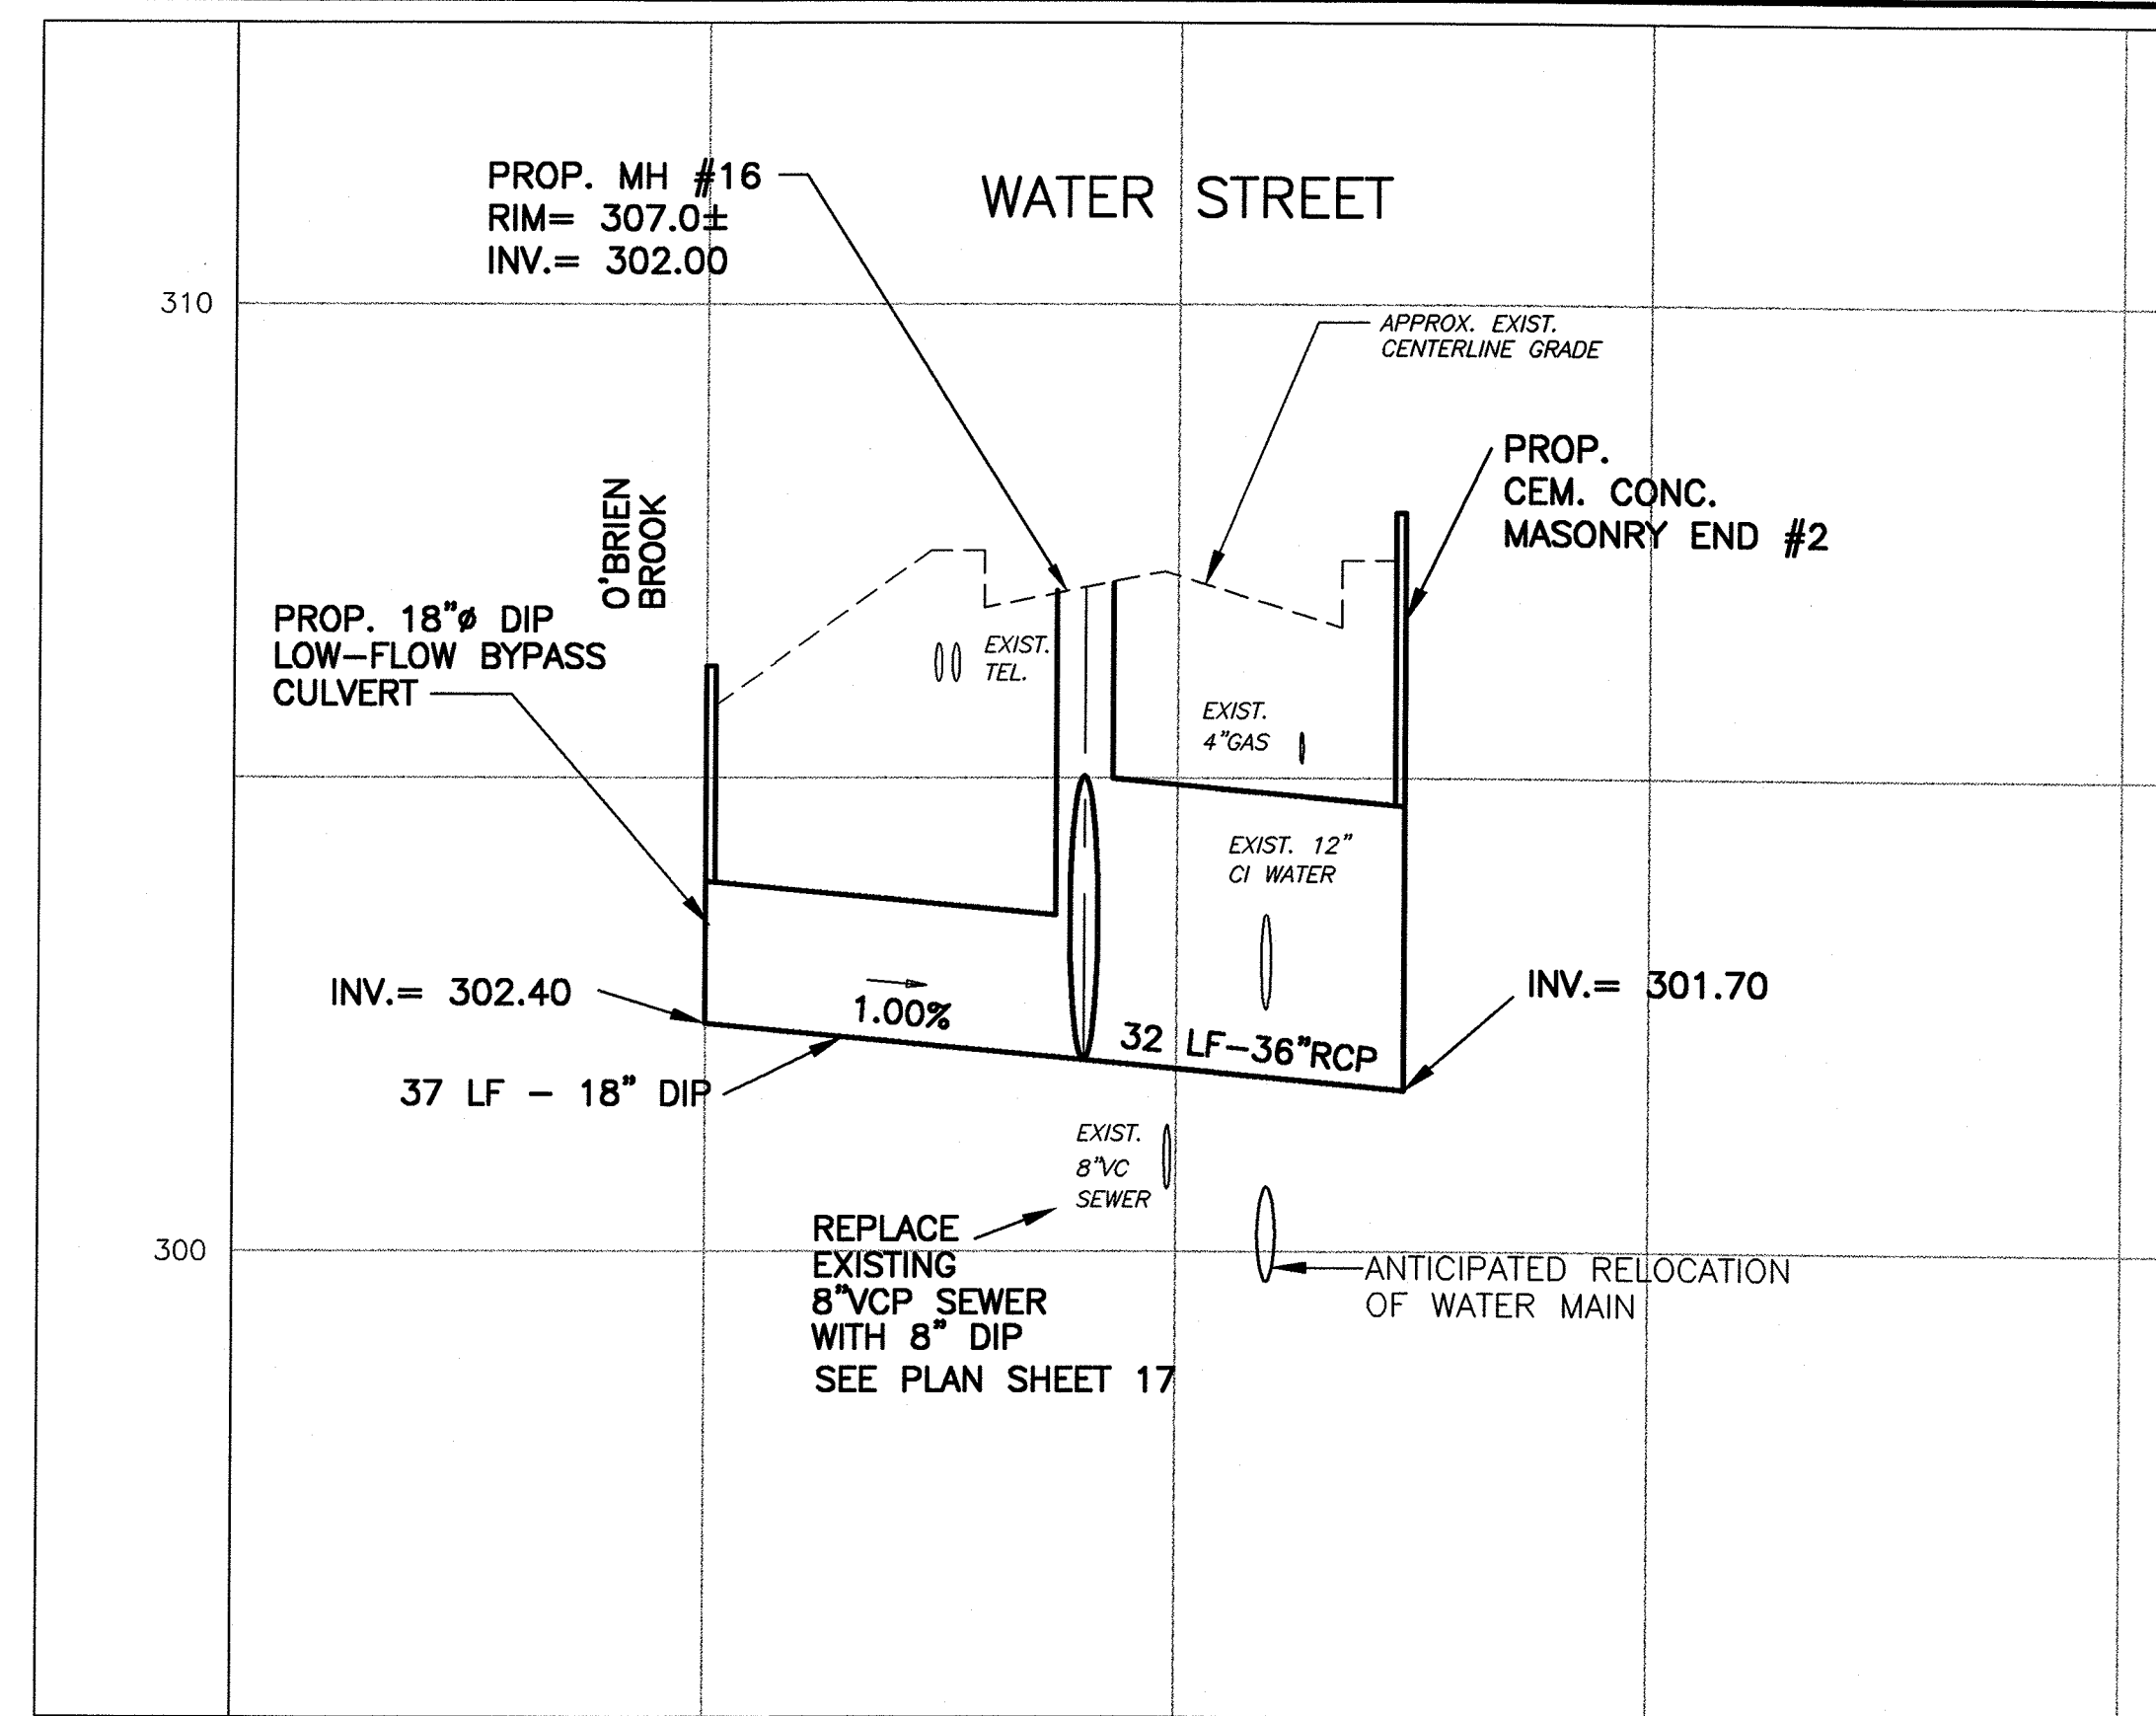 PROP. MH #16
RIM= 307.0±
INV.= 302.00
WATER STREET
310
APPROX. EXIST.
CENTERLINE GRADE
PROP.
CEM. CONC.
MASONRY END #2
O'BRIEN
BROOK
PROP. 18"ø DIP
LOW-FLOW BYPASS
CULVERT
EXIST.
TEL.
EXIST.
4"GAS
EXIST. 12"
CI WATER
INV.= 302.40
1.00%
32 LF-36"RCP
INV.= 301.70
37 LF - 18" DIP
EXIST.
8"VC
SEWER
300
REPLACE
EXISTING
8"VCP SEWER
WITH 8" DIP
SEE PLAN SHEET 17
ANTICIPATED RELOCATION
OF WATER MAIN